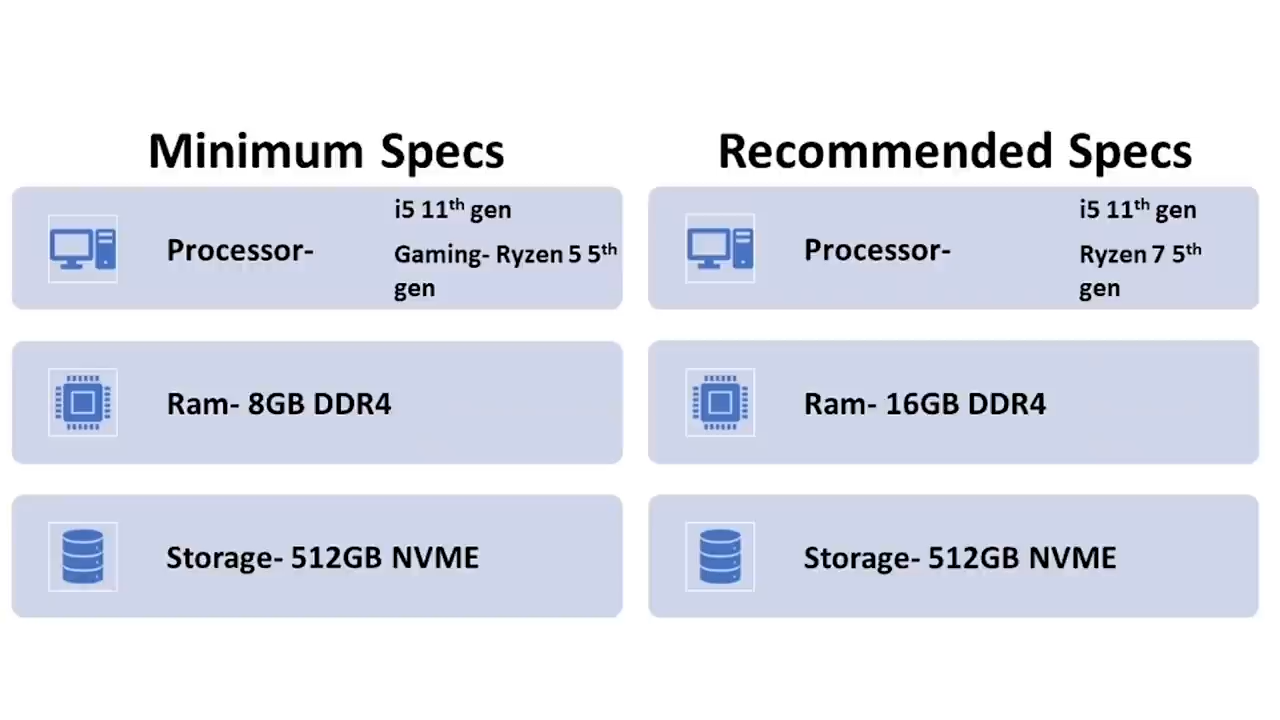 Minimum Specs
Processor-
i5 11th gen
Gaming- Ryzen 5 5th
gen
Ram- 8GB DDR4
Storage- 512GB NVME
Recommended Specs
Processor-
i5 11th gen
Ryzen 7 5th
gen
Ram- 16GB DDR4
Storage- 512GB NVME